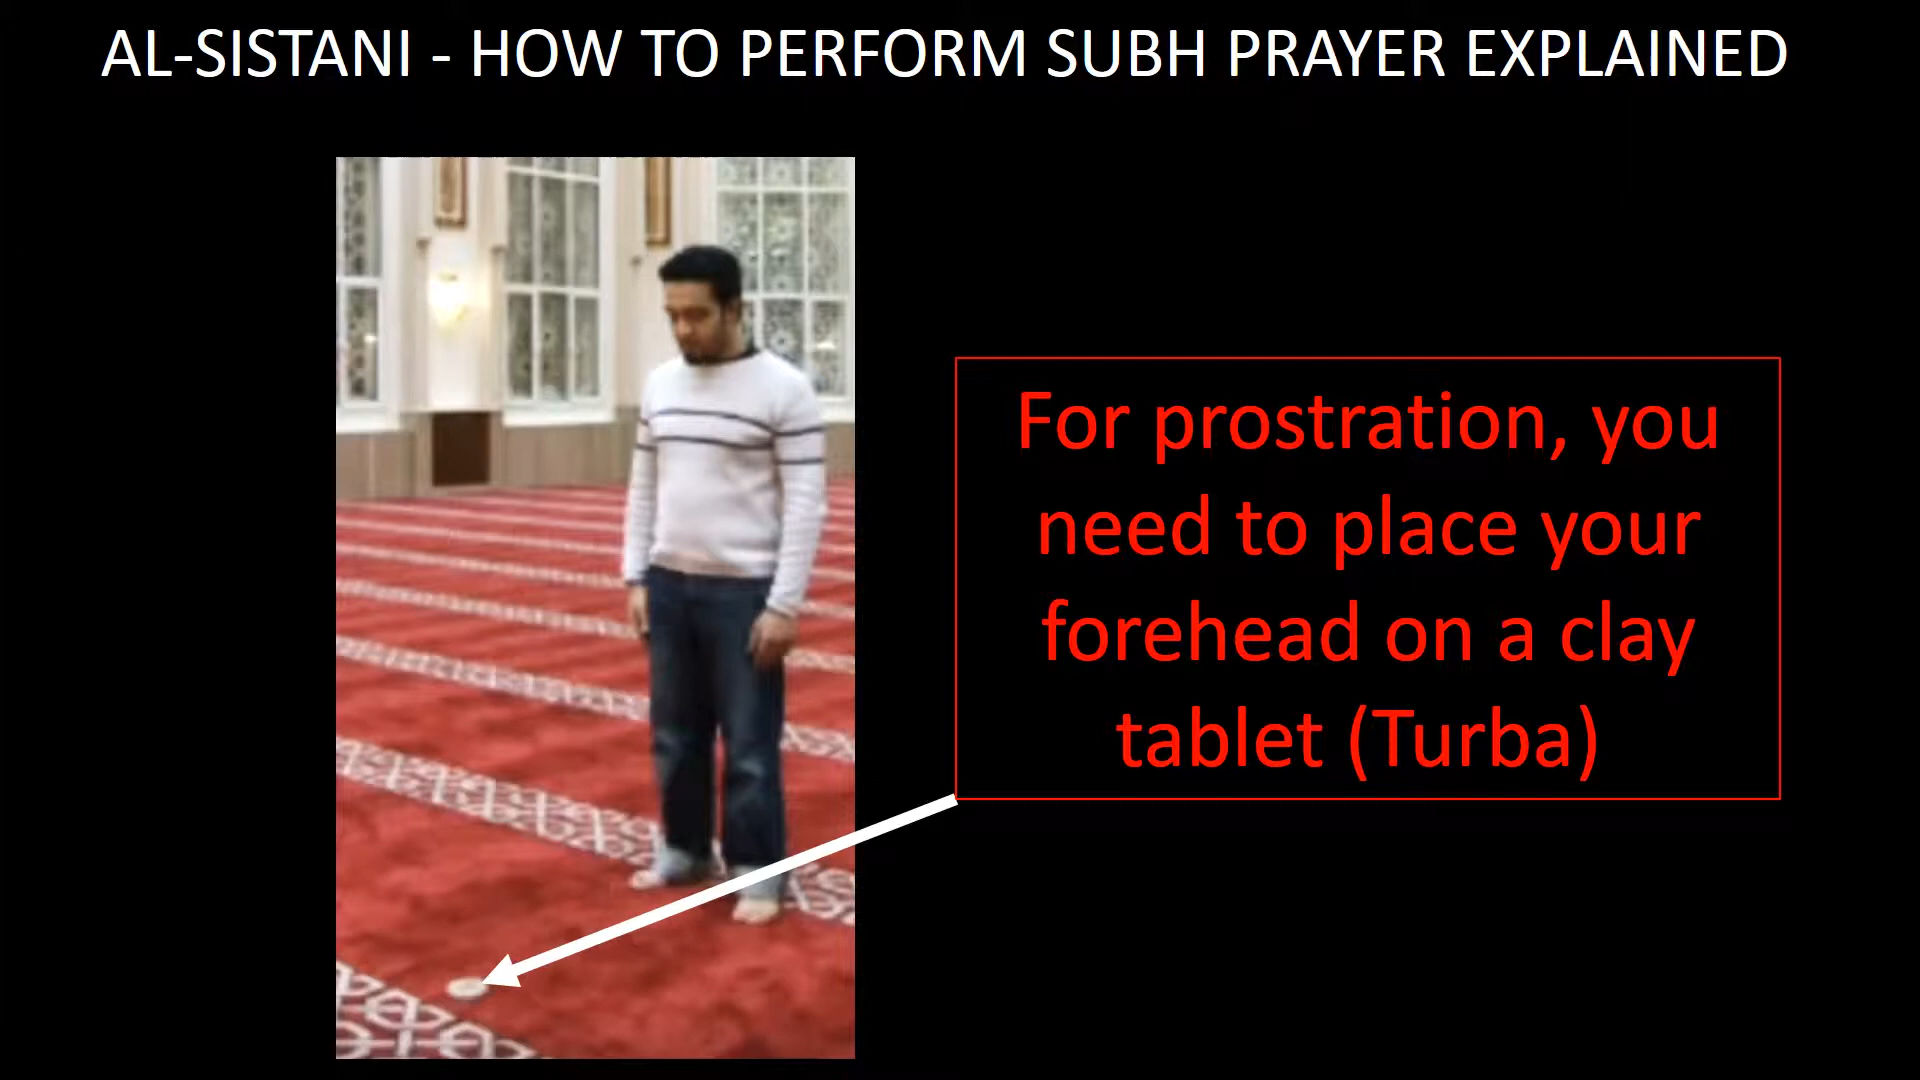 AL-SISTANI - HOW TO PERFORM SUBH PRAYER EXPLAINED
For prostration, you
need to place your
forehead on a clay
tablet (Turba)